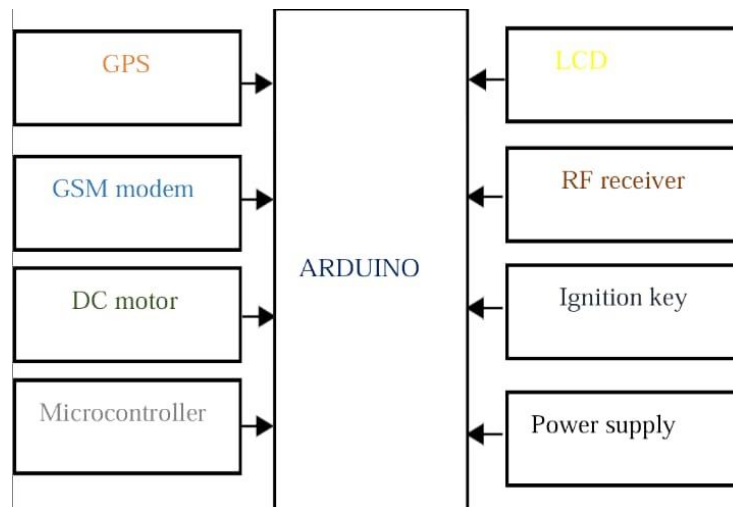 GPS
GSM modem
DC motor
Microcontroller
ARDUINO
LCD
RF receiver
Ignition key
Power supply